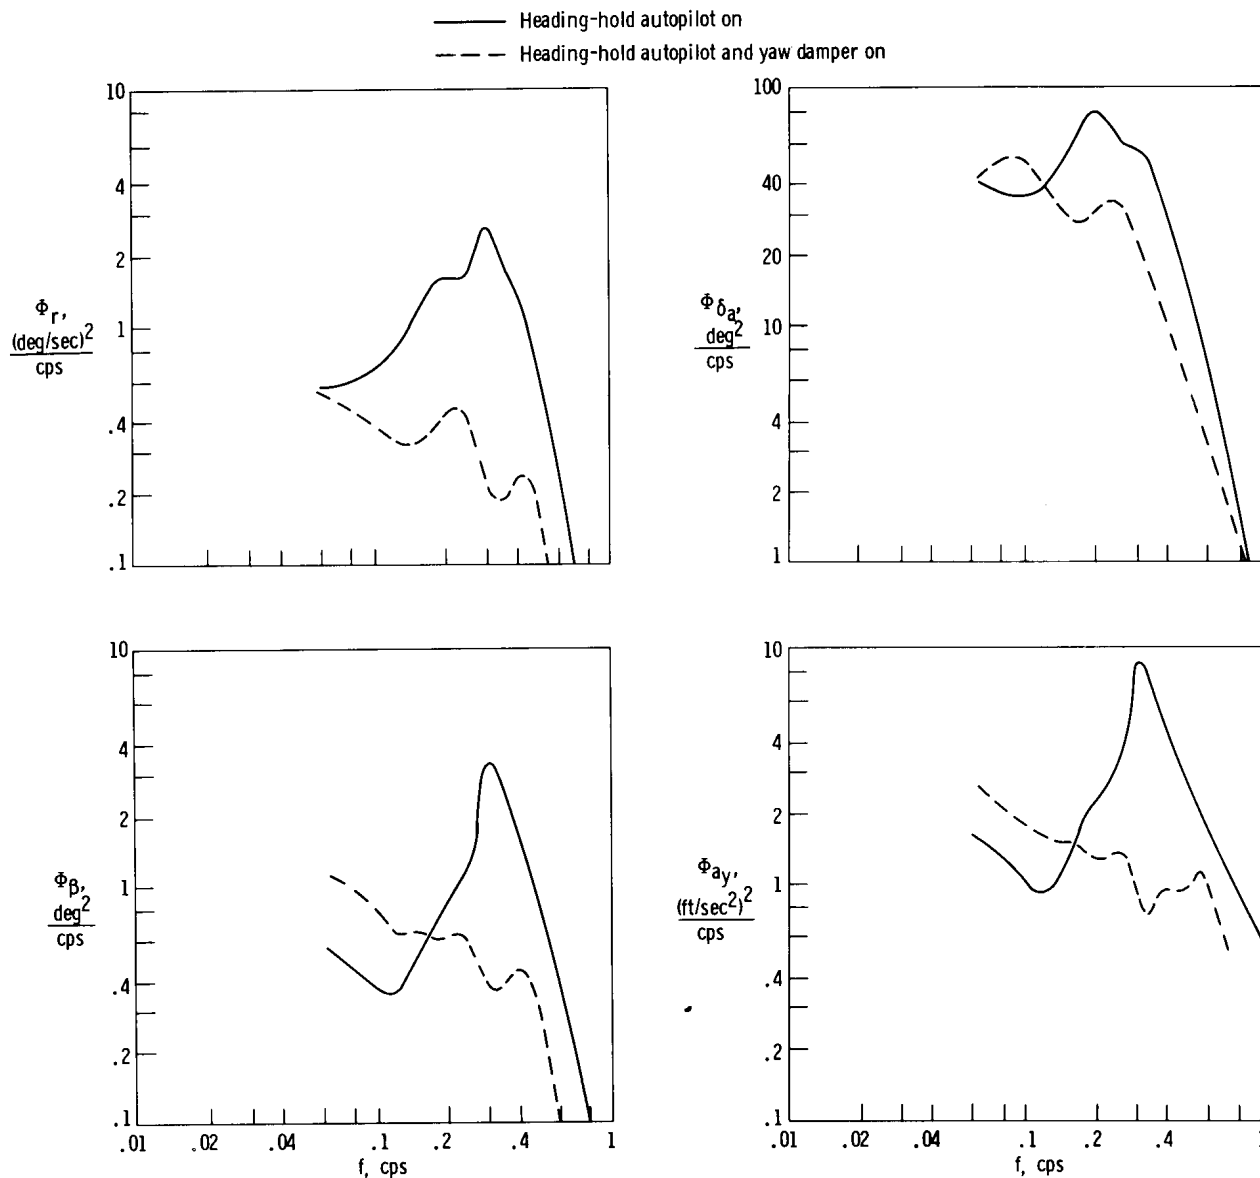 Heading-hold autopilot on
Heading-hold autopilot and yaw damper on
10
4
2
1
.4
.2
.1
Φr,
(deg/sec)2
cps
100
40
20
10
4
2
1
Φδa,
deg2
cps
10
4
2
1
.4
.2
.1
Φβ,
deg2
cps
.01 .02 .04 .1 .2 .4 1
f, cps
10
4
2
1
.4
.2
.1
Φay,
(ft/sec2)2
cps
.01 .02 .04 .1 .2 .4 1
f, cps